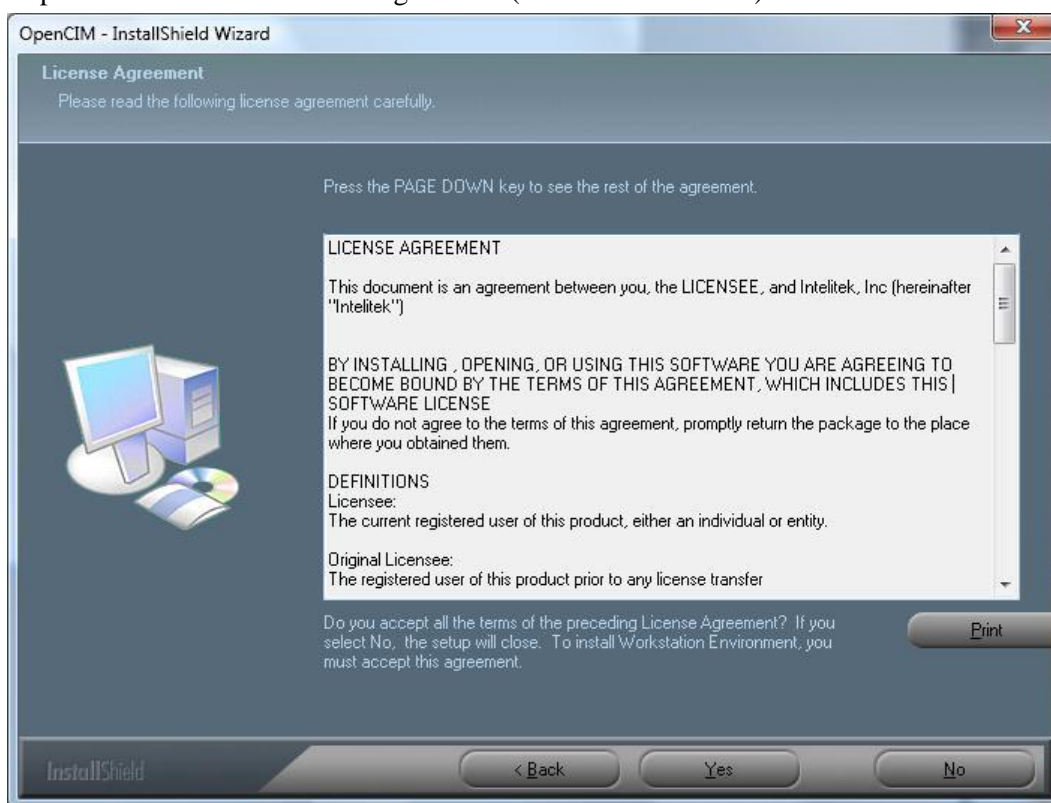 OpenCIM - InstallShield Wizard
License Agreement
Please read the following license agreement carefully.
Press the PAGE DOWN key to see the rest of the agreement.
LICENSE AGREEMENT
This document is an agreement between you, the LICENSEE, and Intelitek, Inc (hereinafter
"Intelitek")
BY INSTALLING , OPENING, OR USING THIS SOFTWARE YOU ARE AGREEING TO
BECOME BOUND BY THE TERMS OF THIS AGREEMENT, WHICH INCLUDES THIS
SOFTWARE LICENSE
If you do not agree to the terms of this agreement, promptly return the package to the place
where you obtained them.
DEFINITIONS
Licensee:
The current registered user of this product, either an individual or entity.
Original Licensee:
The registered user of this product prior to any license transfer
Do you accept all the terms of the preceding License Agreement? If you
select No, the setup will close. To install Workstation Environment, you
must accept this agreement.
Print
InstallShield
< Back
Yes
No